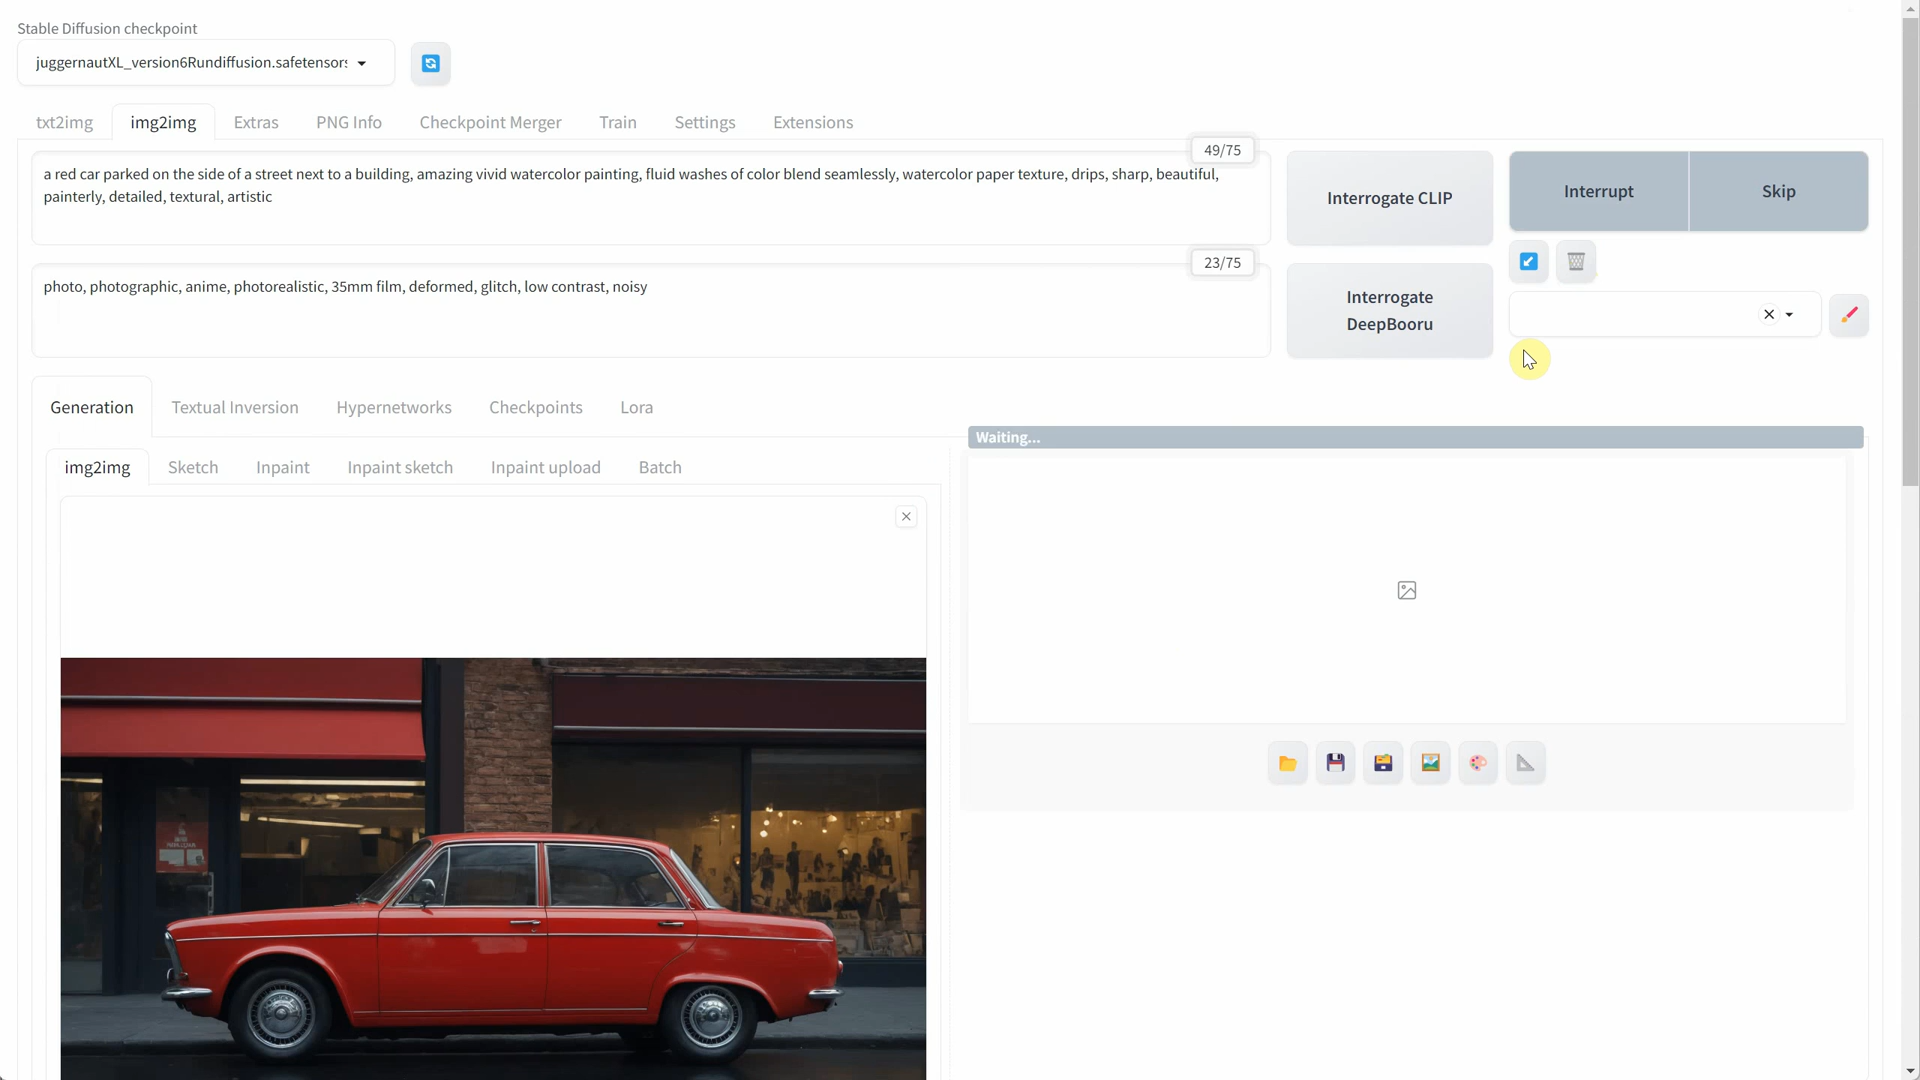 Stable Diffusion checkpoint
juggernautXL_version6Rundiffusion.safetensors
txt2img
img2img
Extras
PNG Info
Checkpoint Merger
Train
Settings
Extensions
49/75
a red car parked on the side of a street next to a building, amazing vivid watercolor painting, fluid washes of color blend seamlessly, watercolor paper texture, drips, sharp, beautiful,
painterly, detailed, textural, artistic
Interrogate CLIP
Interrupt
Skip
23/75
photo, photographic, anime, photorealistic, 35mm film, deformed, glitch, low contrast, noisy
Interrogate
DeepBooru
Generation
Textual Inversion
Hypernetworks
Checkpoints
Lora
Waiting...
img2img
Sketch
Inpaint
Inpaint sketch
Inpaint upload
Batch